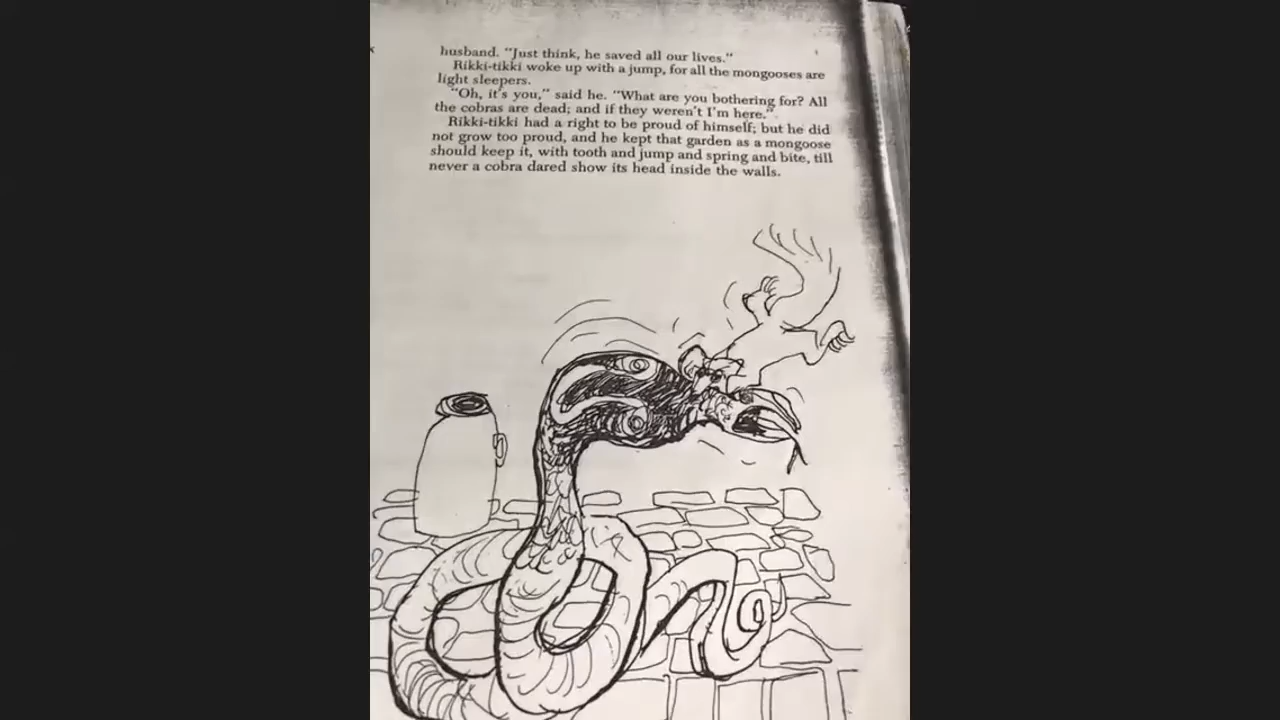 husband. "Just think, he saved all our lives."
Rikki-tikki woke up with a jump, for all the mongooses are
light sleepers.
"Oh, it's you," said he. "What are you bothering for? All
the cobras are dead; and if they weren't I'm here."
Rikki-tikki had a right to be proud of himself; but he did
not grow too proud, and he kept that garden as a mongoose
should keep it, with tooth and jump and spring and bite, till
never a cobra dared show its head inside the walls.